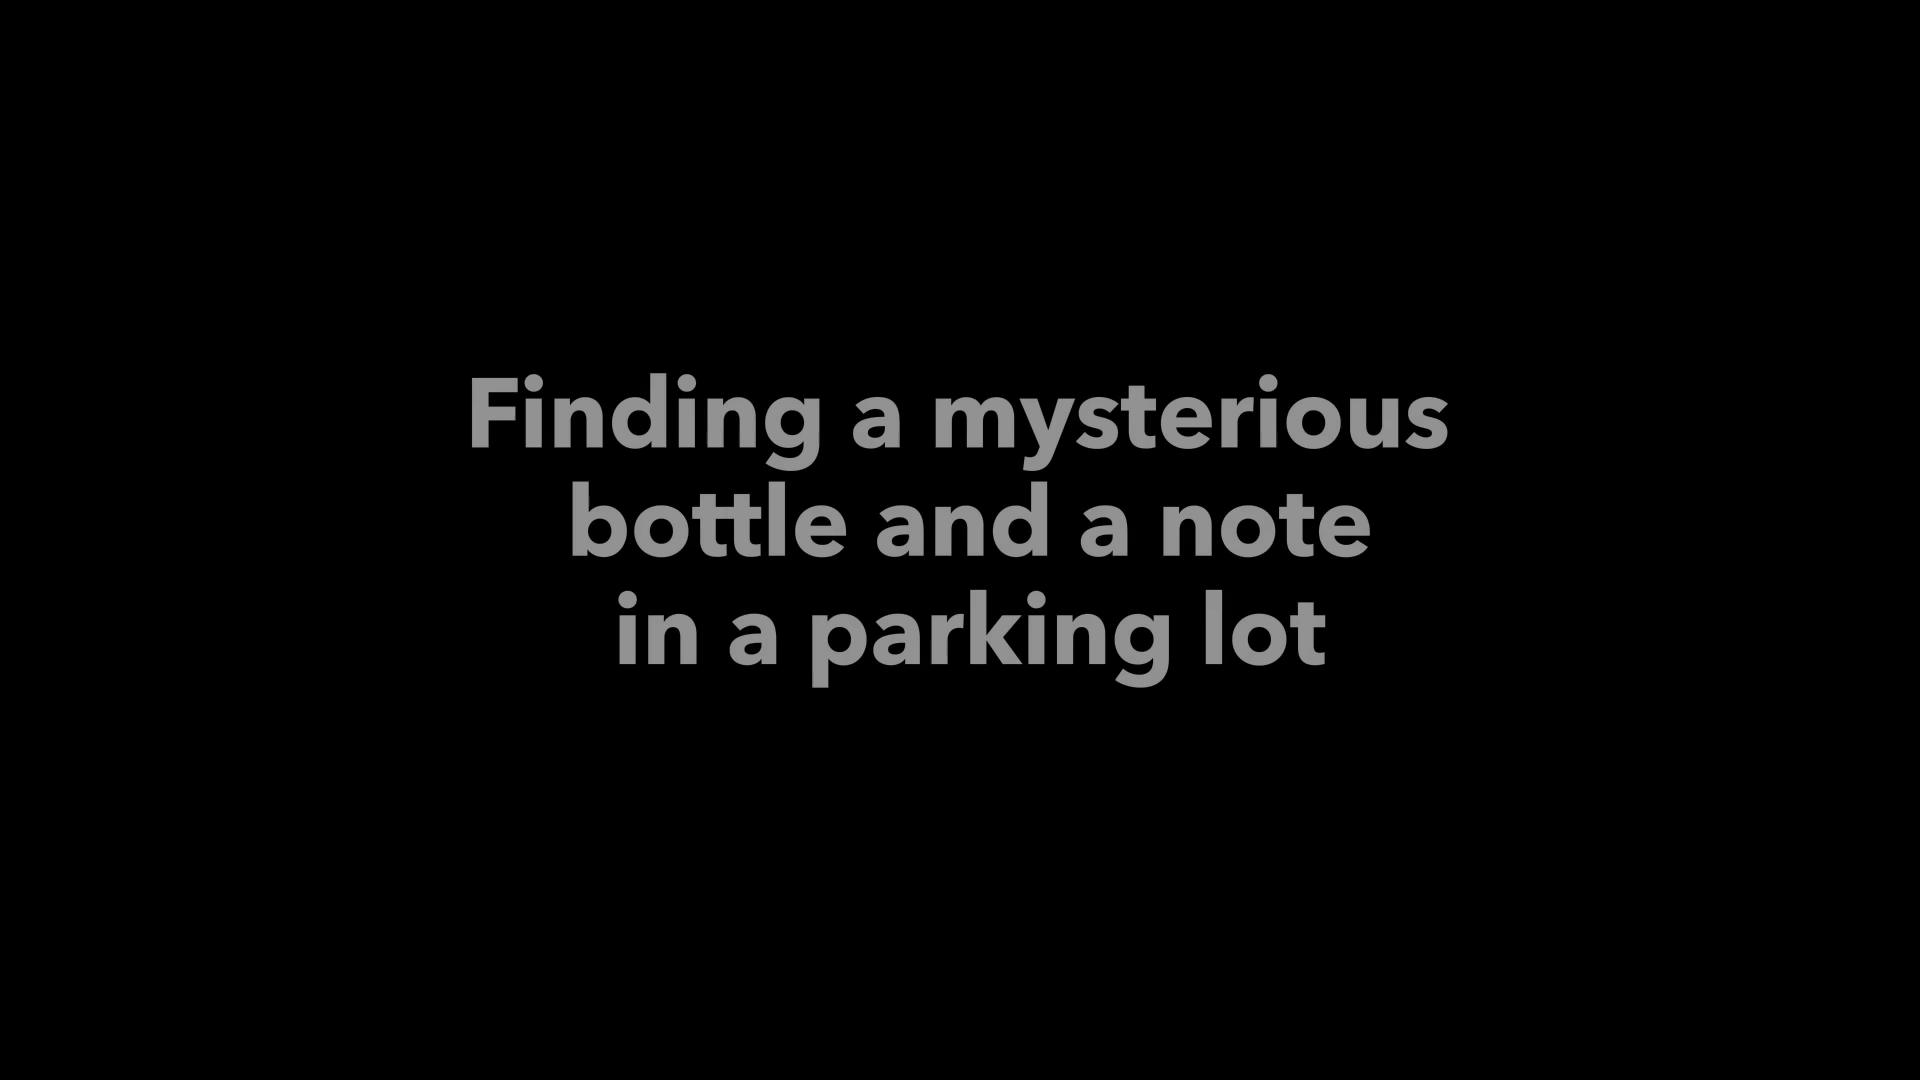 Finding a mysterious
bottle and a note
in a parking lot